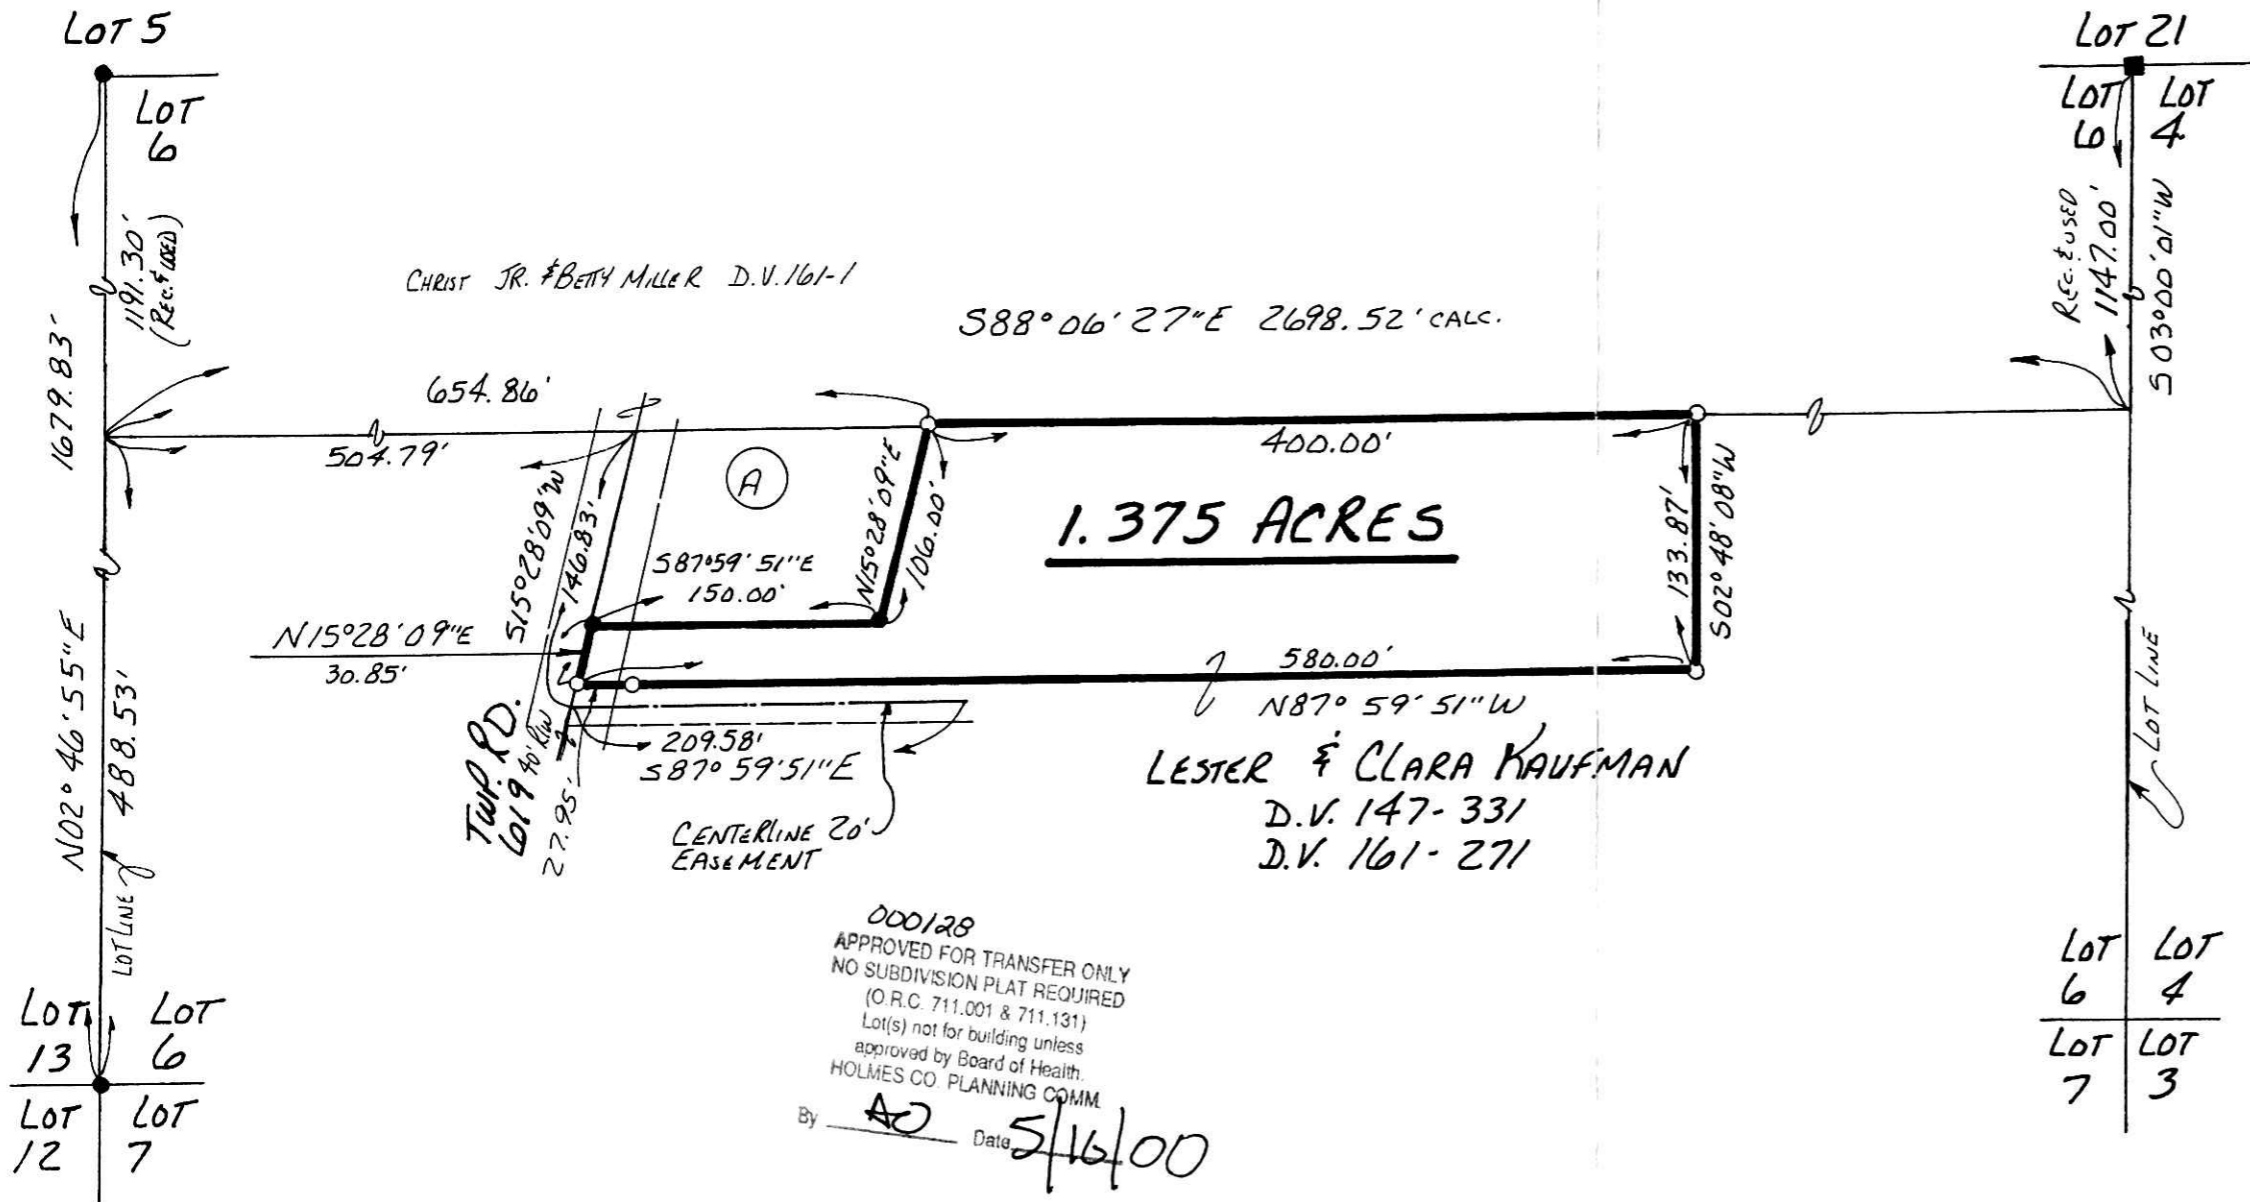 LOT 5
LOT
6
LOT 21
LOT
6
LOT
4
1191.30'
(REC. & USED)
1679.83'
CHRIST JR. & BETTY MILLER D.V. 161-1
S88° 06' 27"E 2698.52' CALC.
REC. & USED
1147.00'
S 03°00'01"W
654.86'
504.79'
A
400.00'
1.375 ACRES
S15°28'09"W
146.83'
S87°59'51"E
150.00'
N15°28'09"E
106.00'
133.87'
S02°48'08"W
N15°28'09"E
30.85'
580.00'
N87° 59' 51"W
TWP. RD.
609 40' R/W
27.95'
209.58'
S87° 59'51"E
CENTERLINE 20'
EASEMENT
LESTER & CLARA KAUFMAN
D.V. 147-331
D.V. 161-271
N02° 46'55"E
488.53'
LOT LINE
LOT LINE
000128
APPROVED FOR TRANSFER ONLY
NO SUBDIVISION PLAT REQUIRED
(O.R.C. 711.001 & 711.131)
Lot(s) not for building unless
approved by Board of Health.
HOLMES CO. PLANNING COMM.
By AO Date 5/16/00
LOT
13
LOT
6
LOT
12
LOT
7
LOT
6
LOT
4
LOT
7
LOT
3